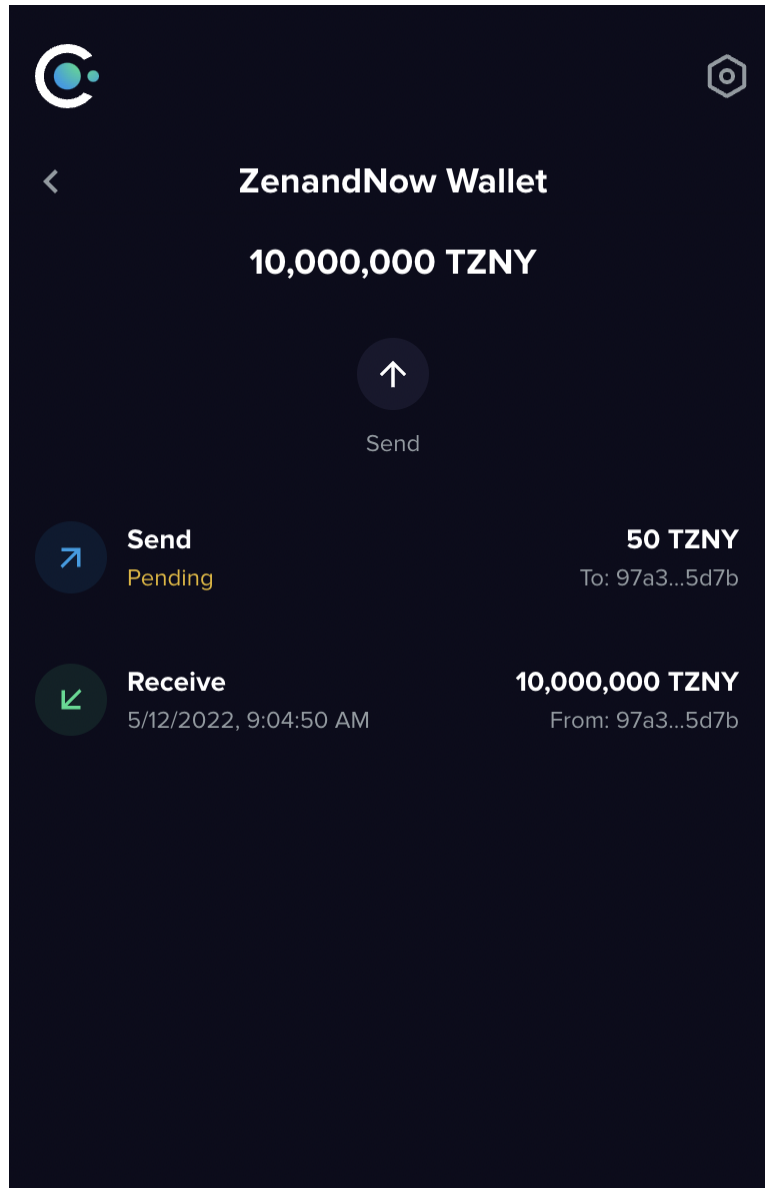 ZenandNow Wallet
10,000,000 TZNY
Send
Send 50 TZNY
Pending To: 97a3...5d7b
Receive 10,000,000 TZNY
5/12/2022, 9:04:50 AM From: 97a3...5d7b